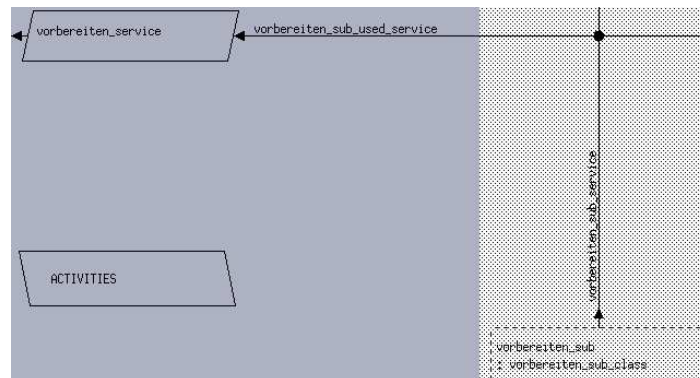 vorbereiten_service
vorbereiten_sub_used_service
vorbereiten_sub_service
ACTIVITIES
vorbereiten_sub
: vorbereiten_sub_class